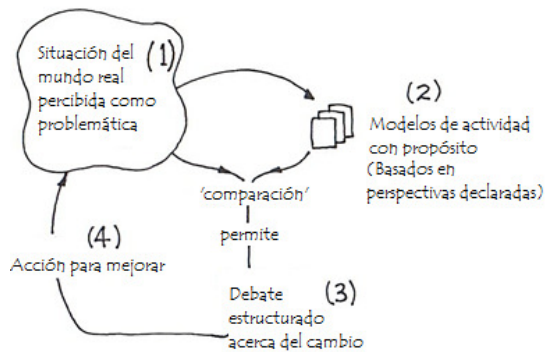 (1)
Situación del
mundo real
percibida como
problemática
(2)
Modelos de actividad
con propósito
(Basados en
perspectivas declaradas)
'comparación'
permite
(3)
Debate
estructurado
acerca del cambio
(4)
Acción para mejorar